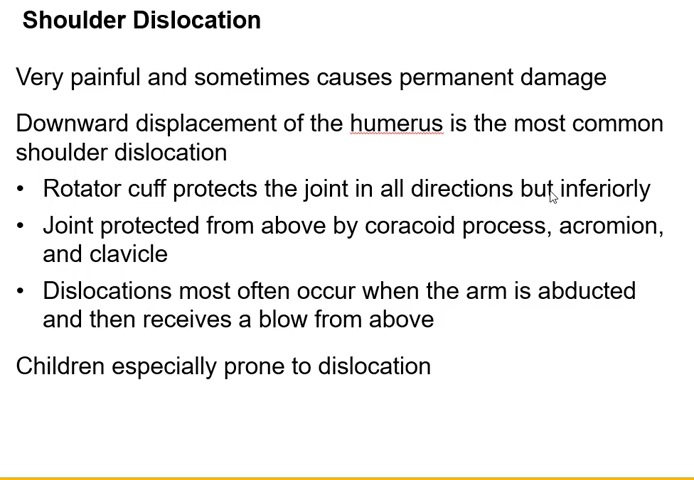 Shoulder Dislocation
Very painful and sometimes causes permanent damage
Downward displacement of the humerus is the most common
shoulder dislocation
• Rotator cuff protects the joint in all directions but inferiorly
• Joint protected from above by coracoid process, acromion,
and clavicle
• Dislocations most often occur when the arm is abducted
and then receives a blow from above
Children especially prone to dislocation